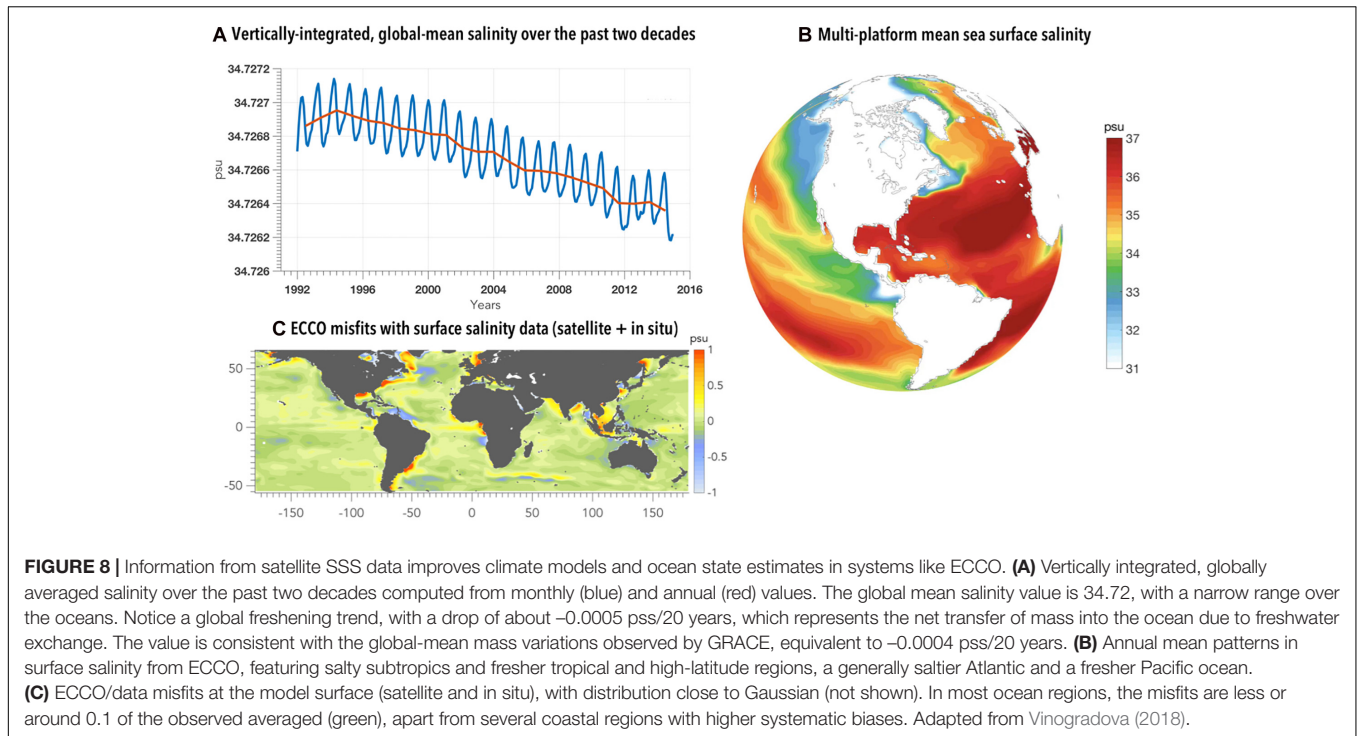 A Vertically-integrated, global-mean salinity over the past two decades
34.7272
34.727
34.7268
34.7266
34.7264
34.7262
34.726
psu
1992 1996 2000 2004 2008 2012 2016
Years
B Multi-platform mean sea surface salinity
psu
37
36
35
34
33
32
31
C ECCO misfits with surface salinity data (satellite + in situ)
psu
1
0.5
0
-0.5
-1
50
0
-50
-150 -100 -50 0 50 100 150
FIGURE 8 | Information from satellite SSS data improves climate models and ocean state estimates in systems like ECCO. (A) Vertically integrated, globally
averaged salinity over the past two decades computed from monthly (blue) and annual (red) values. The global mean salinity value is 34.72, with a narrow range over
the oceans. Notice a global freshening trend, with a drop of about –0.0005 pss/20 years, which represents the net transfer of mass into the ocean due to freshwater
exchange. The value is consistent with the global-mean mass variations observed by GRACE, equivalent to –0.0004 pss/20 years. (B) Annual mean patterns in
surface salinity from ECCO, featuring salty subtropics and fresher tropical and high-latitude regions, a generally saltier Atlantic and a fresher Pacific ocean.
(C) ECCO/data misfits at the model surface (satellite and in situ), with distribution close to Gaussian (not shown). In most ocean regions, the misfits are less or
around 0.1 of the observed averaged (green), apart from several coastal regions with higher systematic biases. Adapted from Vinogradova (2018).